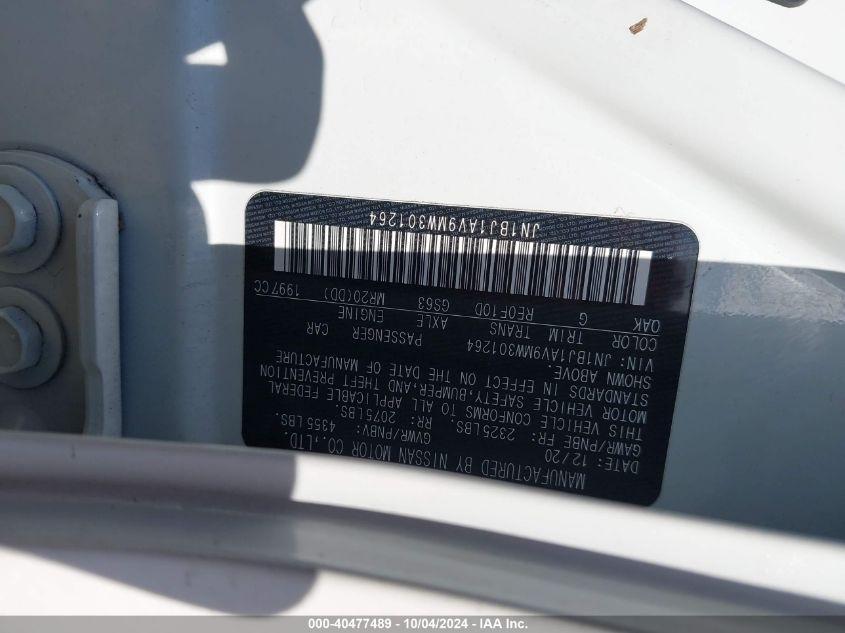 MANUFACTURED BY NISSAN MOTOR CO.,LTD.
DATE: 12/20 GVWR/PNBV: 4355LBS.
GAWR/PNBE FR: 2325LBS. RR: 2075LBS.
THIS VEHICLE CONFORMS TO ALL APPLICABLE FEDERAL
MOTOR VEHICLE SAFETY,BUMPER,AND THEFT PREVENTION
STANDARDS IN EFFECT ON THE DATE OF MANUFACTURE
SHOWN ABOVE.
VIN: JN1BJ1AV9MW301264 PASSENGER CAR
COLOR TRIM TRANS AXLE ENGINE
QAK G RE0F10D GS63 MR20(DD) 1997CC
JN1BJ1AV9MW301264
000-40477489 - 10/04/2024 - IAA Inc.